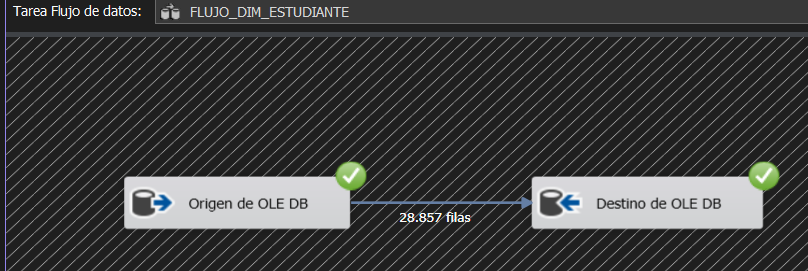 Tarea Flujo de datos: FLUJO_DIM_ESTUDIANTE
Origen de OLE DB
Destino de OLE DB
28.857 filas